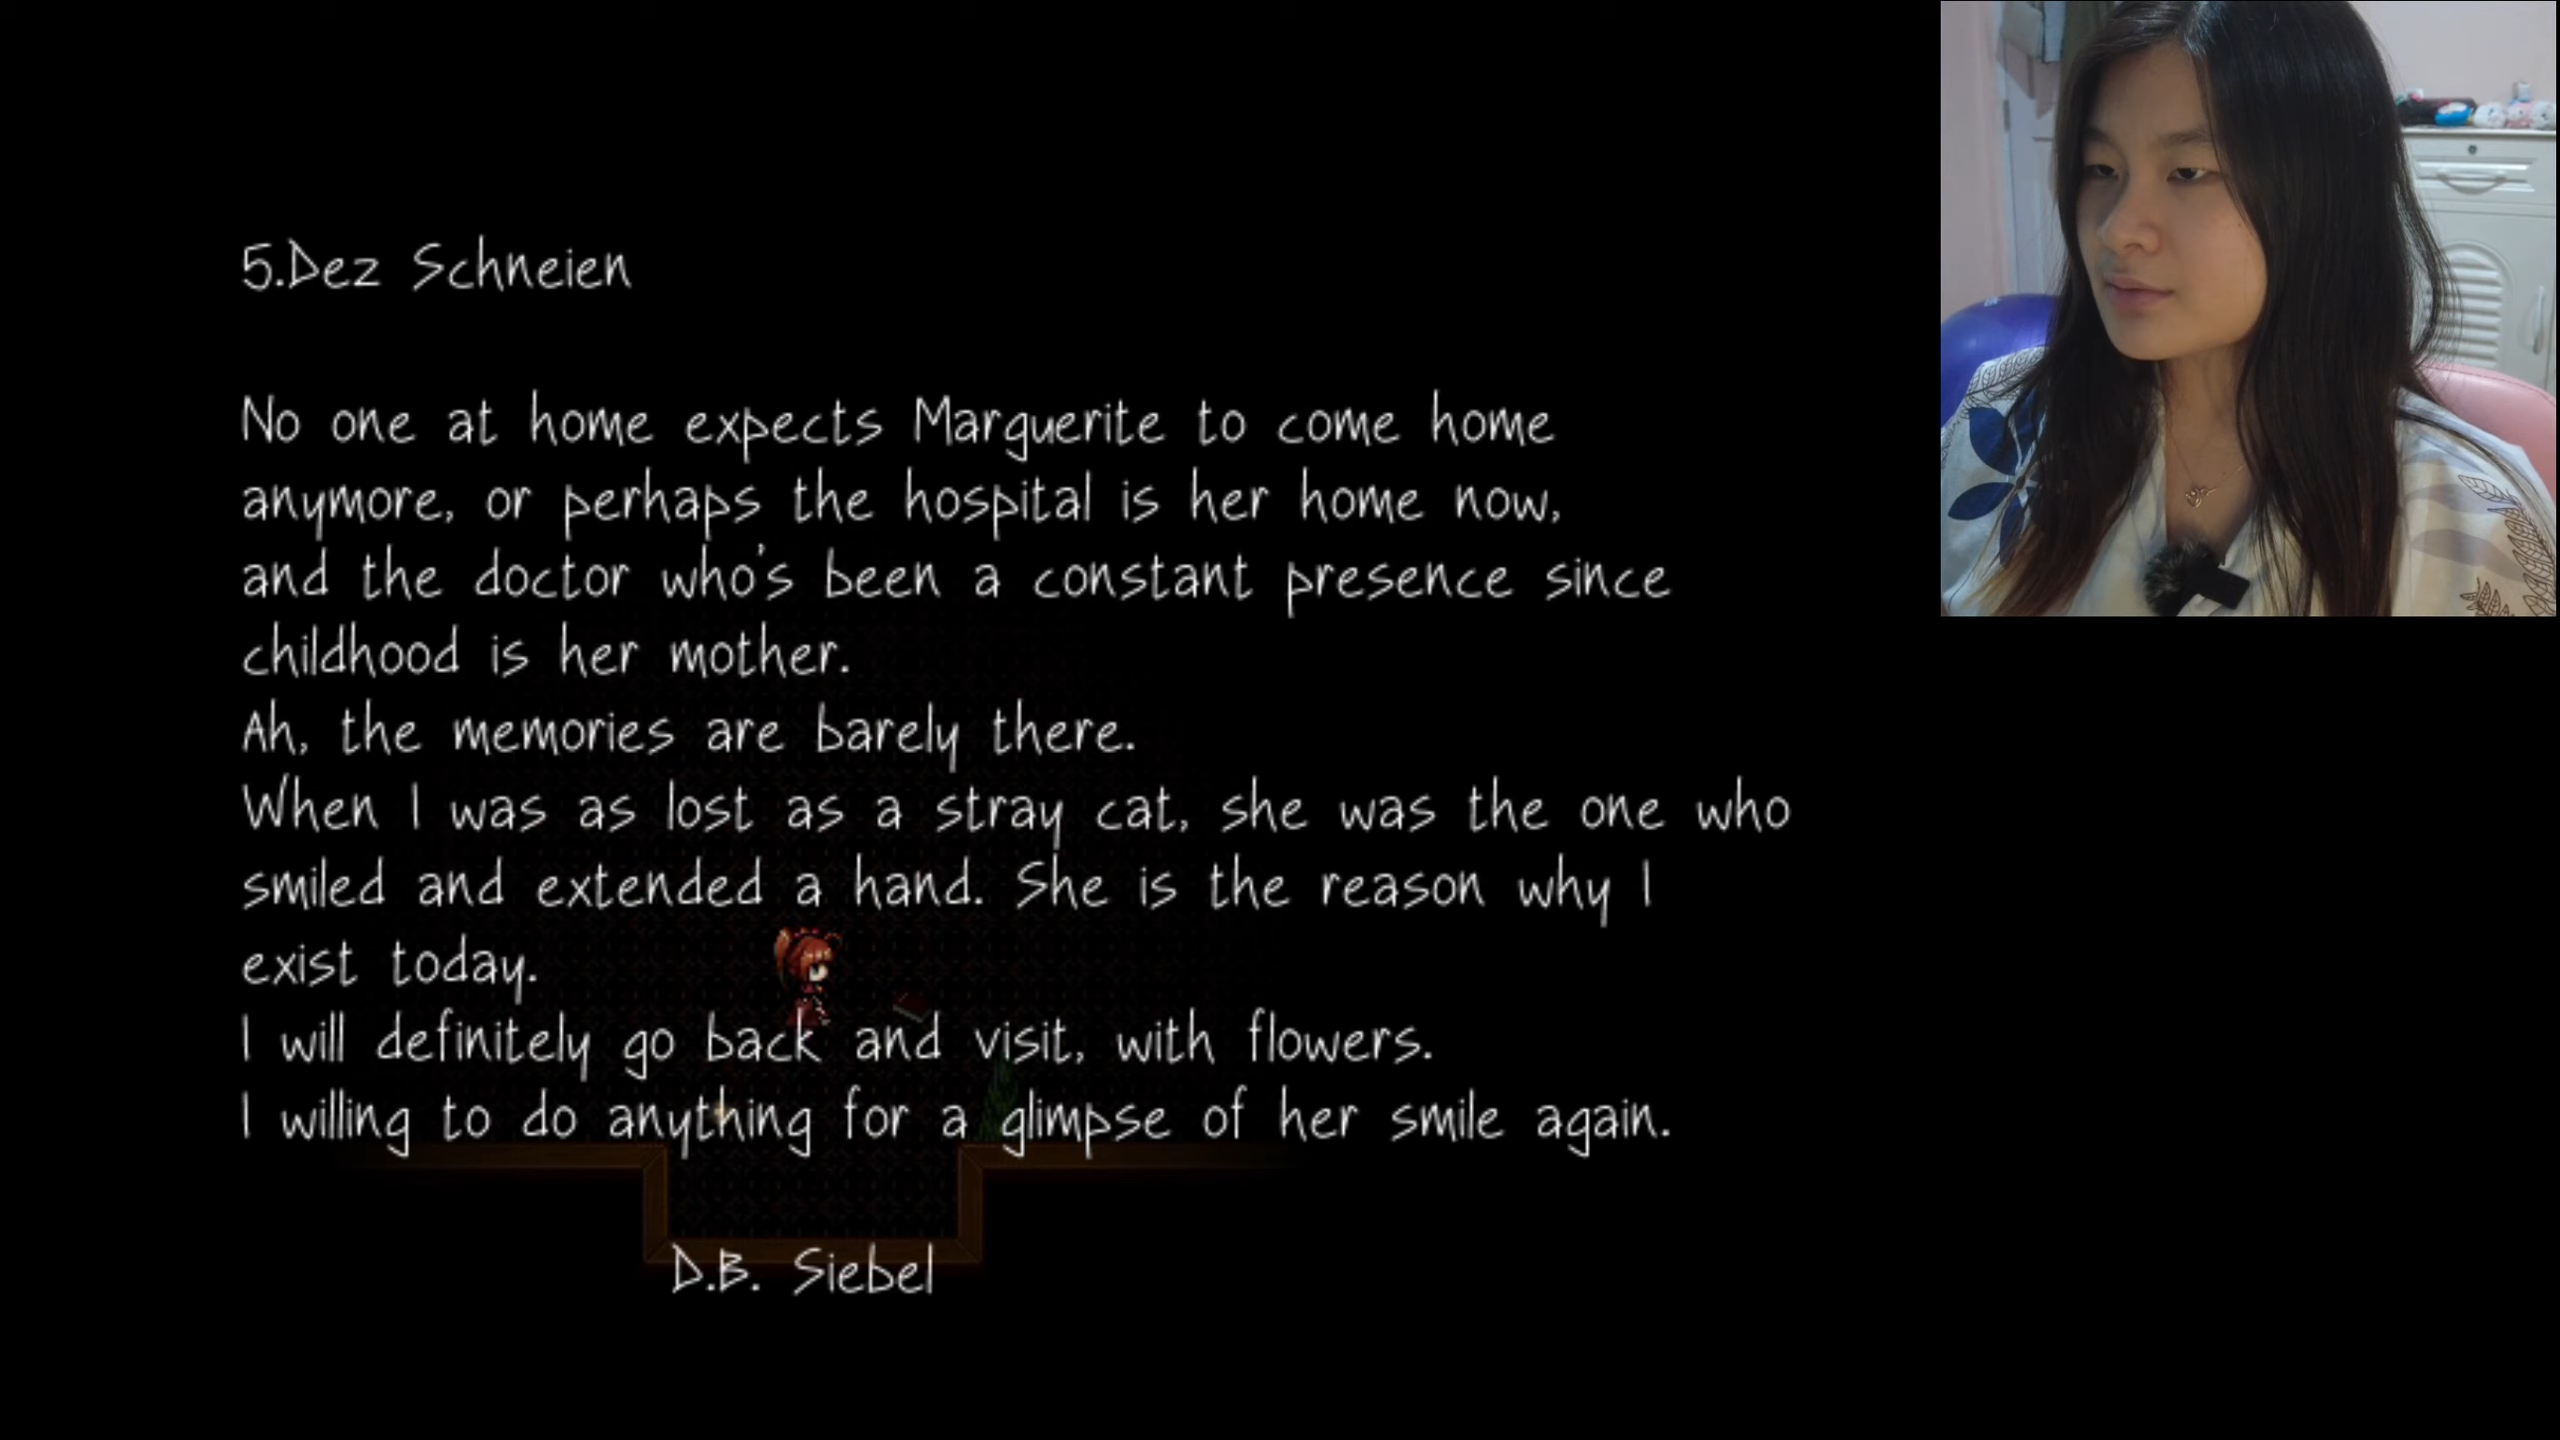 5.Dez Schneien
No one at home expects Marguerite to come home
anymore, or perhaps the hospital is her home now,
and the doctor who's been a constant presence since
childhood is her mother.
Ah, the memories are barely there.
When I was as lost as a stray cat, she was the one who
smiled and extended a hand. She is the reason why I
exist today.
I will definitely go back and visit, with flowers.
I willing to do anything for a glimpse of her smile again.
D.B. Siebel